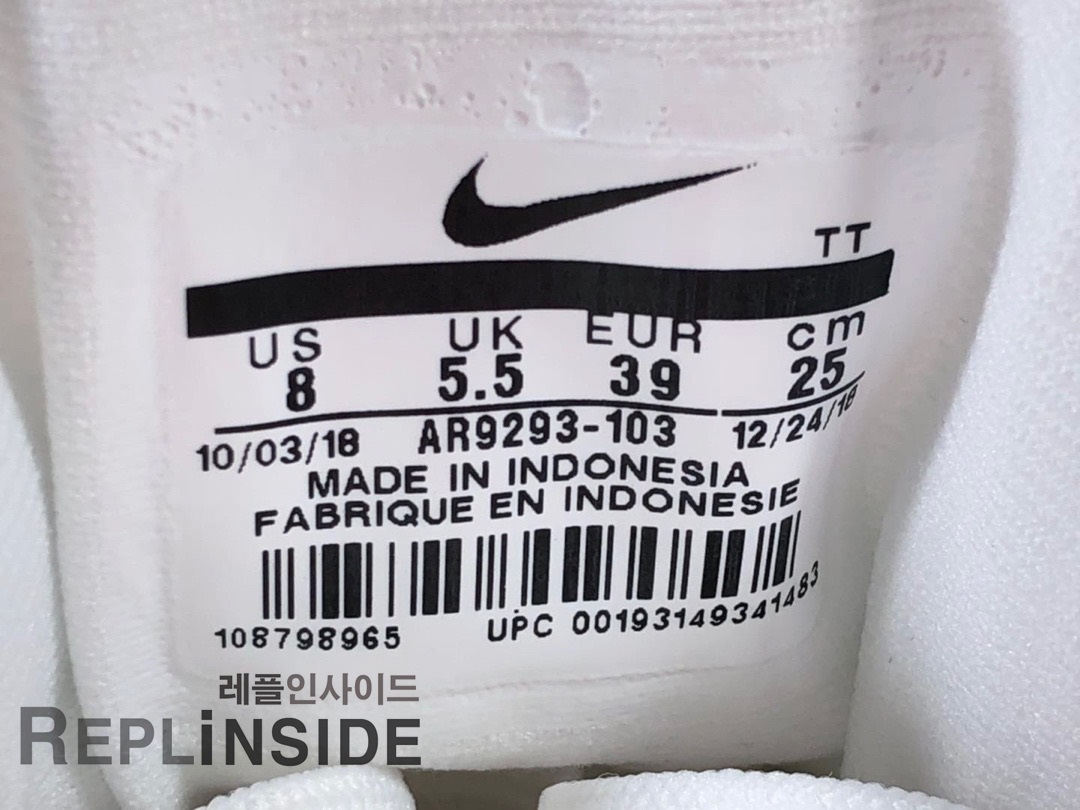 TT
US UK EUR cm
8 5.5 39 25
10/03/18 AR9293-103 12/24/18
MADE IN INDONESIA
FABRIQUE EN INDONESIE
108798965 UPC 00193149341483
레플인사이드
REPLiNSIDE